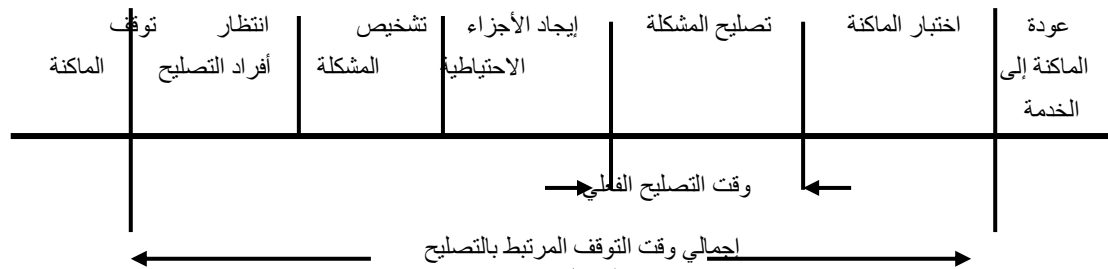 توقف
الماكنة
انتظار
أفراد التصليح
تشخيص
المشكلة
إيجاد الأجزاء
الاحتياطية
تصليح المشكلة
اختبار الماكنة
عودة
الماكنة إلى
الخدمة
وقت التصليح الفعلي
إجمالي وقت التوقف المرتبط بالتصليح